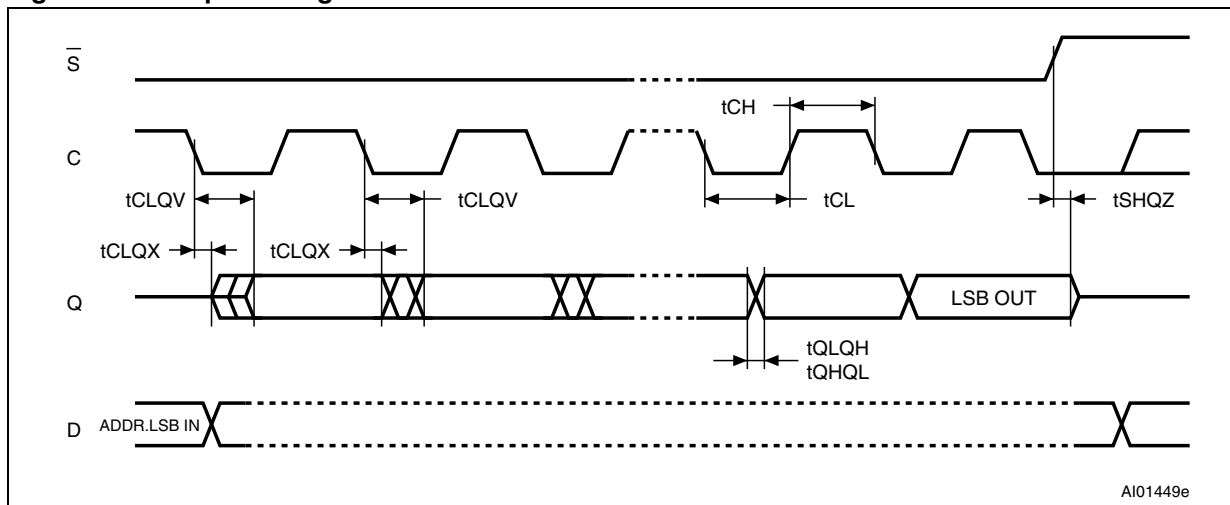 S̅
tCH
C
tCLQV
tCLQV
tCL
tSHQZ
tCLQX
tCLQX
Q
LSB OUT
tQLQH
tQHQL
D
ADDR.LSB IN
AI01449e